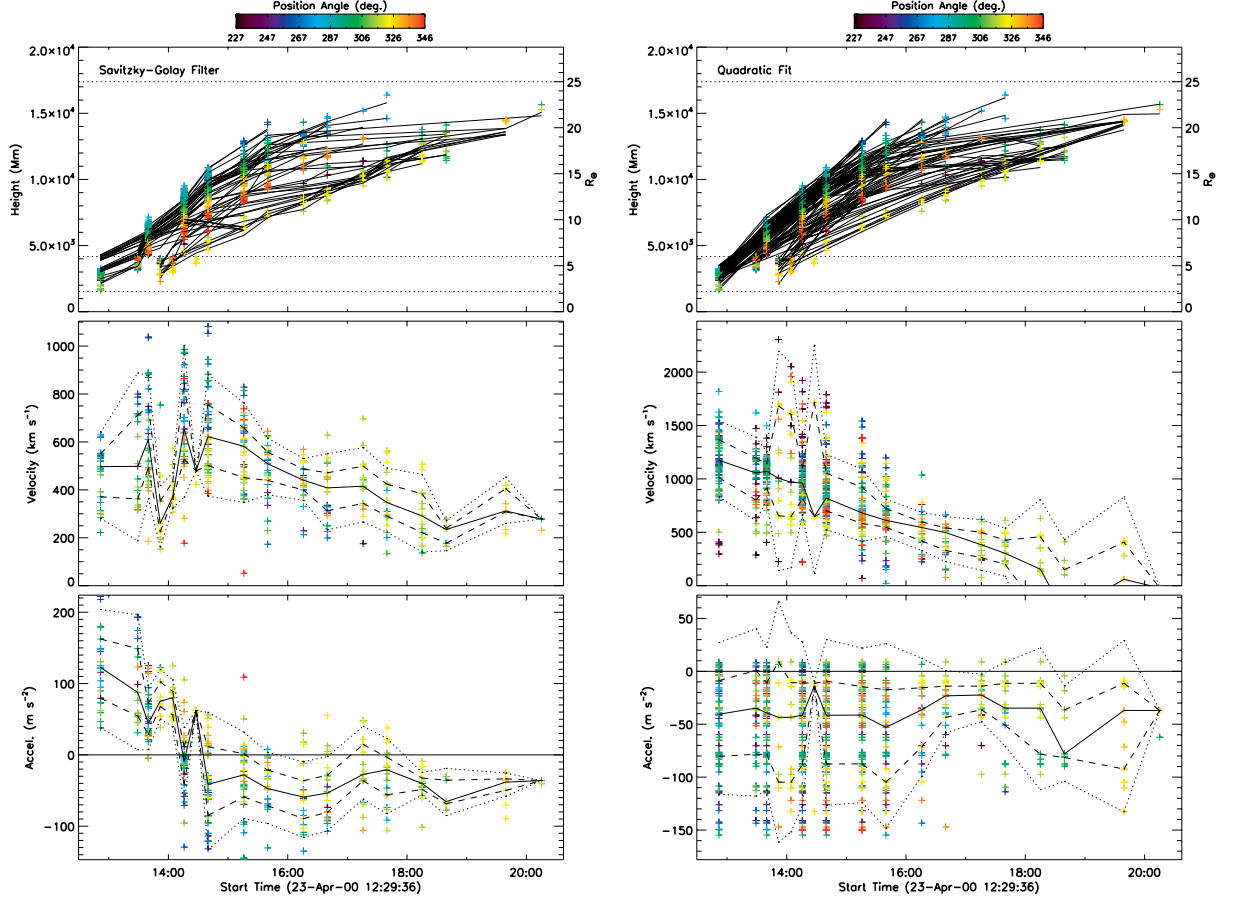 Position Angle (deg.)
227 247 267 287 306 326 346
Savitzky-Golay Filter
2.0×10⁴
1.5×10⁴
1.0×10⁴
5.0×10³
0
Height (Mm)
25
20
15
10
5
0
R⊙
1000
800
600
400
200
0
Velocity (km s⁻¹)
200
100
0
-100
Accel. (m s⁻²)
14:00 16:00 18:00 20:00
Start Time (23-Apr-00 12:29:36)
Position Angle (deg.)
227 247 267 287 306 326 346
Quadratic Fit
2.0×10⁴
1.5×10⁴
1.0×10⁴
5.0×10³
0
Height (Mm)
25
20
15
10
5
0
R⊙
2000
1500
1000
500
0
Velocity (km s⁻¹)
50
0
-50
-100
-150
Accel. (m s⁻²)
14:00 16:00 18:00 20:00
Start Time (23-Apr-00 12:29:36)